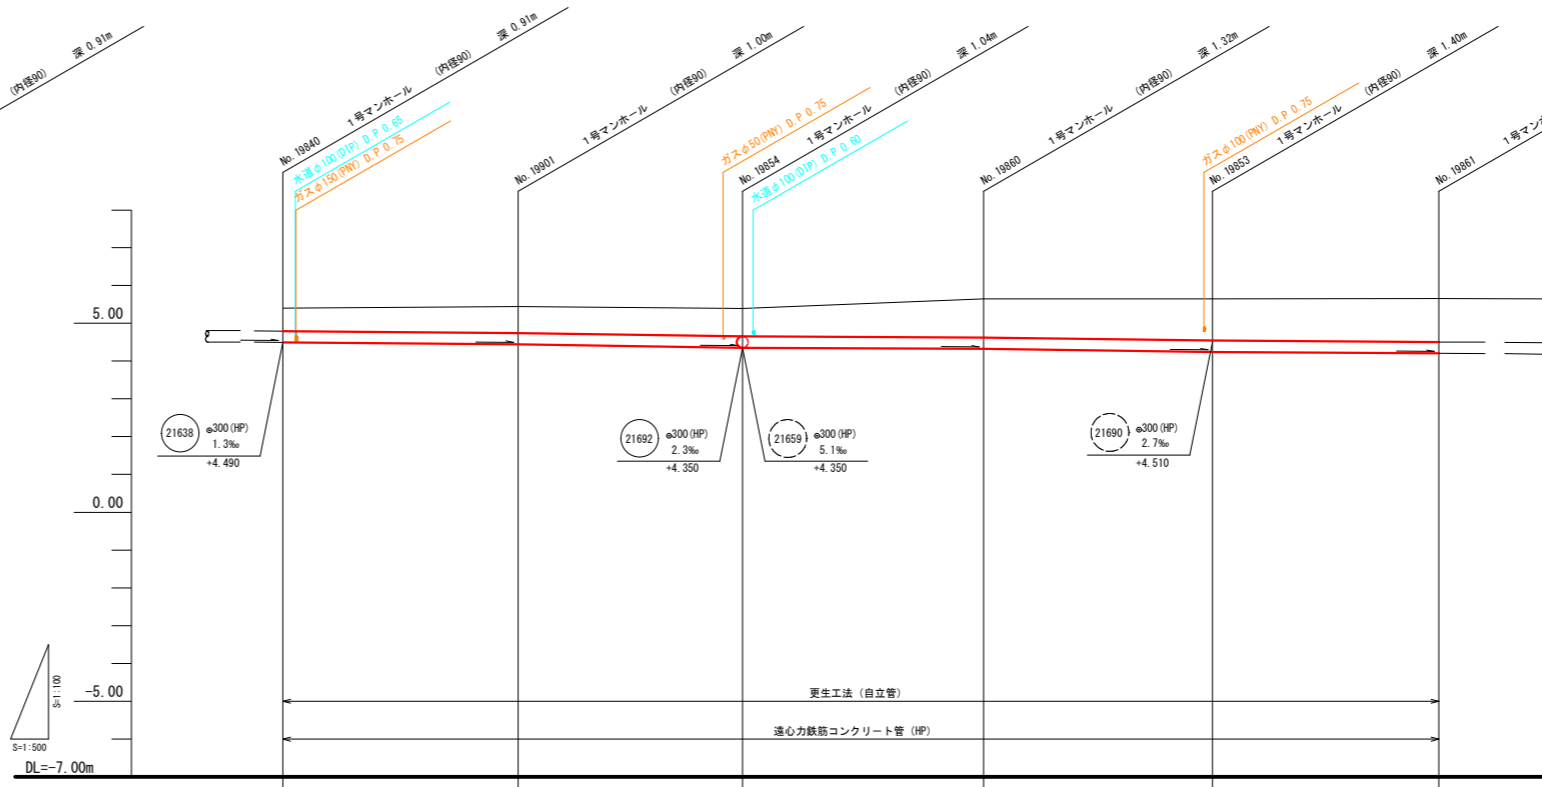 (内径90) 深 0.91m
No.19840 1号マンホール (内径90) 深 0.91m
水道φ100(DIP) D.P 0.65
ガスφ150(PNY) D.P 0.75
No.19901 1号マンホール (内径90) 深 1.00m
ガスφ50(PNY) D.P 0.75
No.19854 1号マンホール (内径90) 深 1.04m
水道φ100(DIP) D.P 0.60
No.19860 1号マンホール (内径90) 深 1.32m
ガスφ100(PNY) D.P 0.75
No.19853 1号マンホール (内径90) 深 1.40m
No.19861 1号マンホ
5.00
21638 ⌀300(HP)
1.3‰
+4.490
21692 ⌀300(HP)
2.3‰
+4.350
21659 ⌀300(HP)
5.1‰
+4.350
21690 ⌀300(HP)
2.7‰
+4.510
0.00
-5.00
更生工法 (自立管)
遠心力鉄筋コンクリート管 (HP)
S=1:100
S=1:500
DL=-7.00m